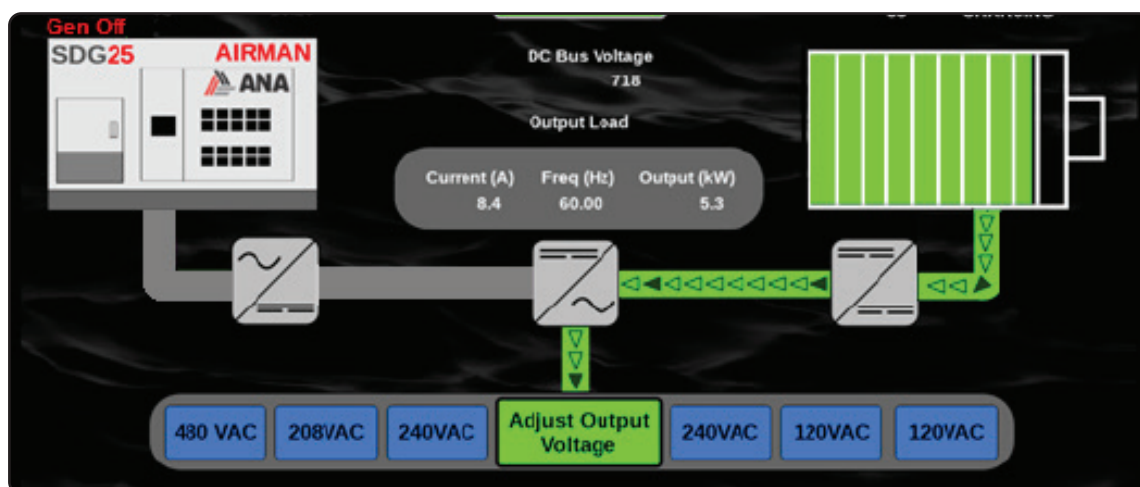 Gen Off
SDG25 AIRMAN
ANA
DC Bus Voltage
718
Output Load
Current (A) Freq (Hz) Output (kW)
8.4 60.00 5.3
480 VAC 208VAC 240VAC Adjust Output Voltage 240VAC 120VAC 120VAC